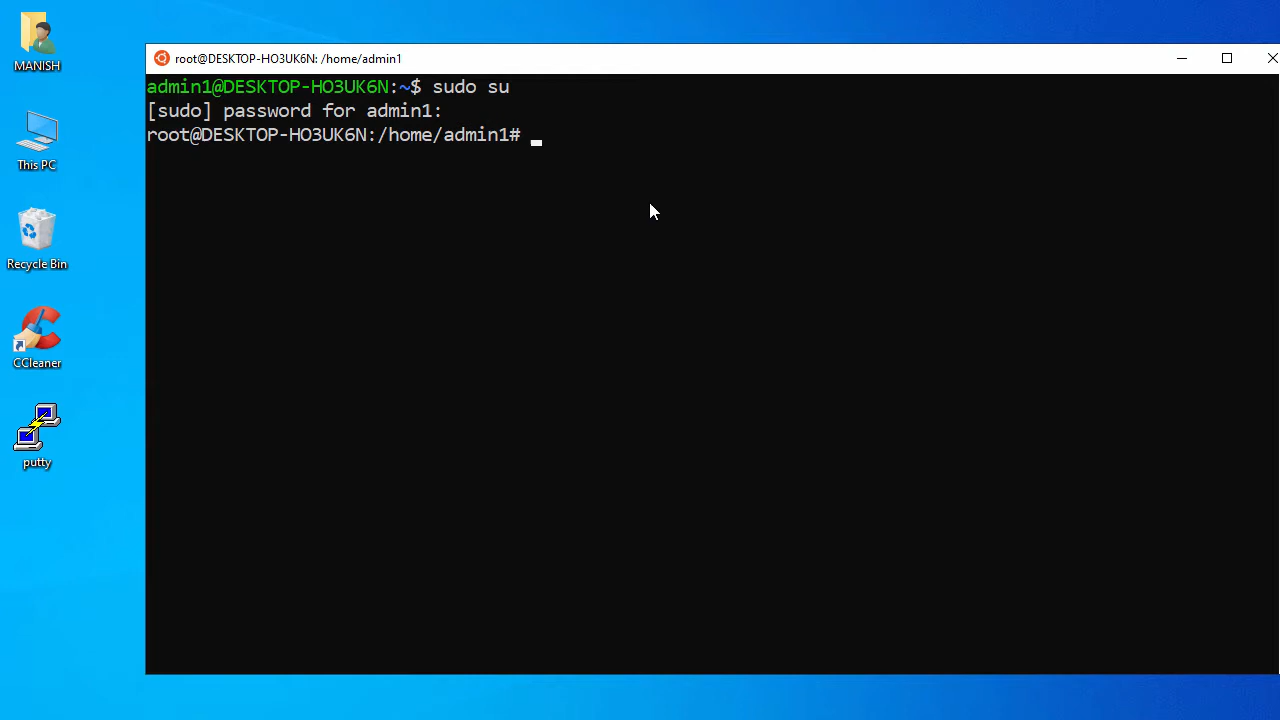 MANISH
This PC
Recycle Bin
CCleaner
putty
root@DESKTOP-HO3UK6N: /home/admin1
admin1@DESKTOP-HO3UK6N:~$ sudo su
[sudo] password for admin1:
root@DESKTOP-HO3UK6N:/home/admin1#